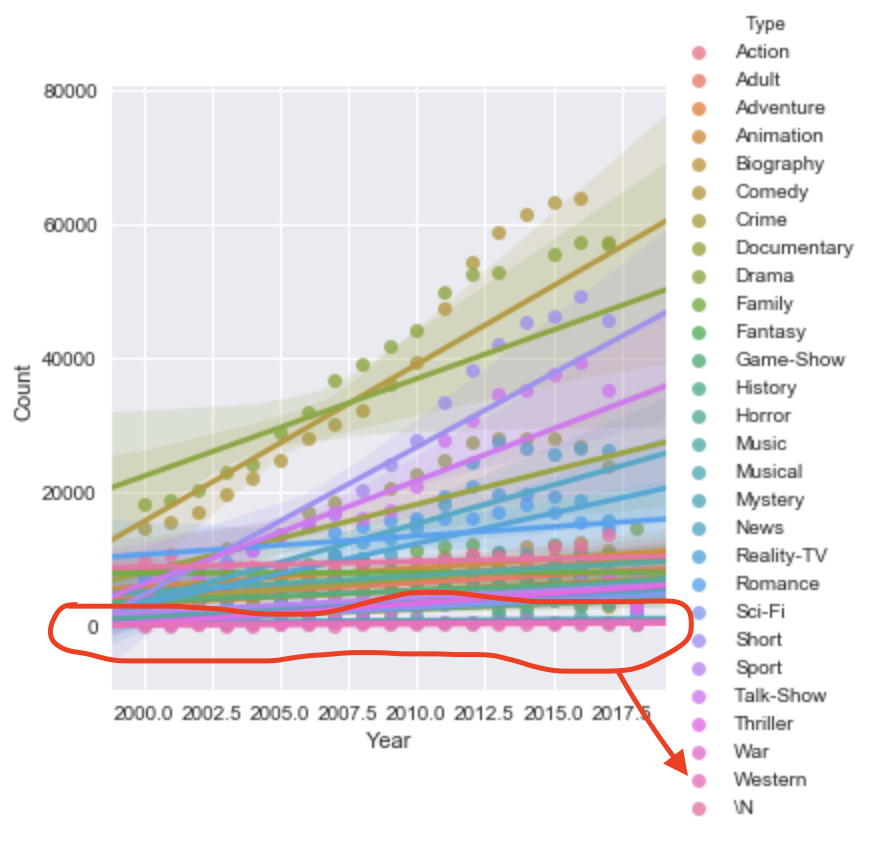 Type
Action
Adult
Adventure
Animation
Biography
Comedy
Crime
Documentary
Drama
Family
Fantasy
Game-Show
History
Horror
Music
Musical
Mystery
News
Reality-TV
Romance
Sci-Fi
Short
Sport
Talk-Show
Thriller
War
Western
\N
80000
60000
40000
20000
0
Count
2000.0 2002.5 2005.0 2007.5 2010.0 2012.5 2015.0 2017.5
Year